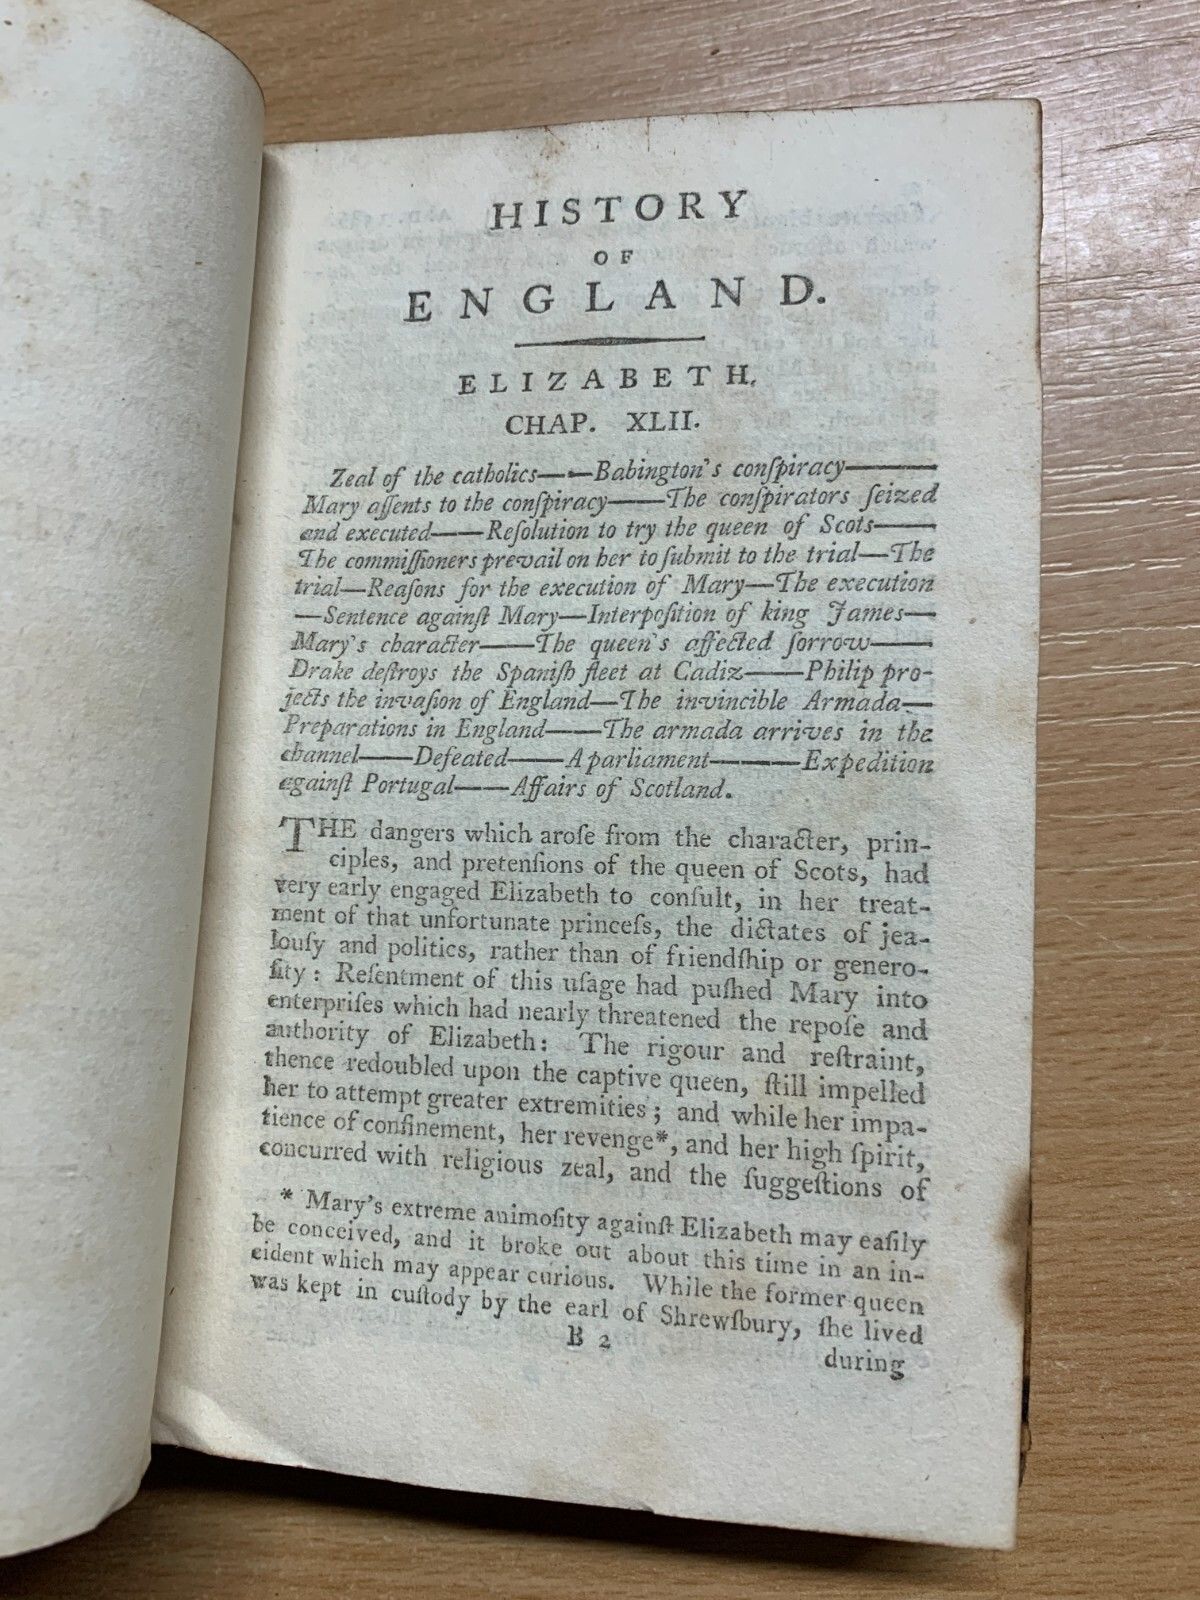 HISTORY
OF
ENGLAND.
ELIZABETH.
CHAP. XLII.
Zeal of the catholics——Babington's conſpiracy——
Mary aſſents to the conſpiracy——The conſpirators ſeized
and executed——Reſolution to try the queen of Scots——
The commiſſioners prevail on her to ſubmit to the trial—The
trial—Reaſons for the execution of Mary—The execution
—Sentence againſt Mary—Interpoſition of king James—
Mary's character——The queen's affected ſorrow——
Drake deſtroys the Spaniſh fleet at Cadiz——Philip pro-
jects the invaſion of England—The invincible Armada—
Preparations in England——The armada arrives in the
channel——Defeated——A parliament———Expedition
againſt Portugal——Affairs of Scotland.
THE dangers which aroſe from the character, prin-
ciples, and pretenſions of the queen of Scots, had
very early engaged Elizabeth to conſult, in her treat-
ment of that unfortunate princeſs, the dictates of jea-
louſy and politics, rather than of friendſhip or genero-
ſity: Reſentment of this uſage had puſhed Mary into
enterpriſes which had nearly threatened the repoſe and
authority of Elizabeth: The rigour and reſtraint,
thence redoubled upon the captive queen, ſtill impelled
her to attempt greater extremities; and while her impa-
tience of confinement, her revenge*, and her high ſpirit,
concurred with religious zeal, and the ſuggeſtions of
* Mary's extreme animoſity againſt Elizabeth may eaſily
be conceived, and it broke out about this time in an in-
cident which may appear curious. While the former queen
was kept in cuſtody by the earl of Shrewſbury, ſhe lived
B 2
during